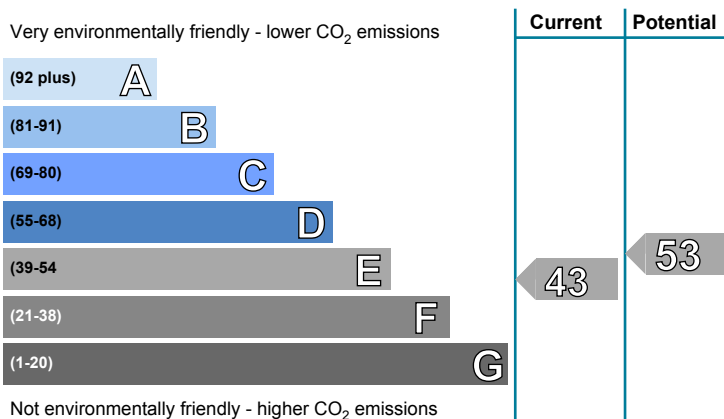 Current Potential
Very environmentally friendly - lower CO2 emissions
(92 plus) A
(81-91) B
(69-80) C
(55-68) D
(39-54 E
43 53
(21-38) F
(1-20) G
Not environmentally friendly - higher CO2 emissions